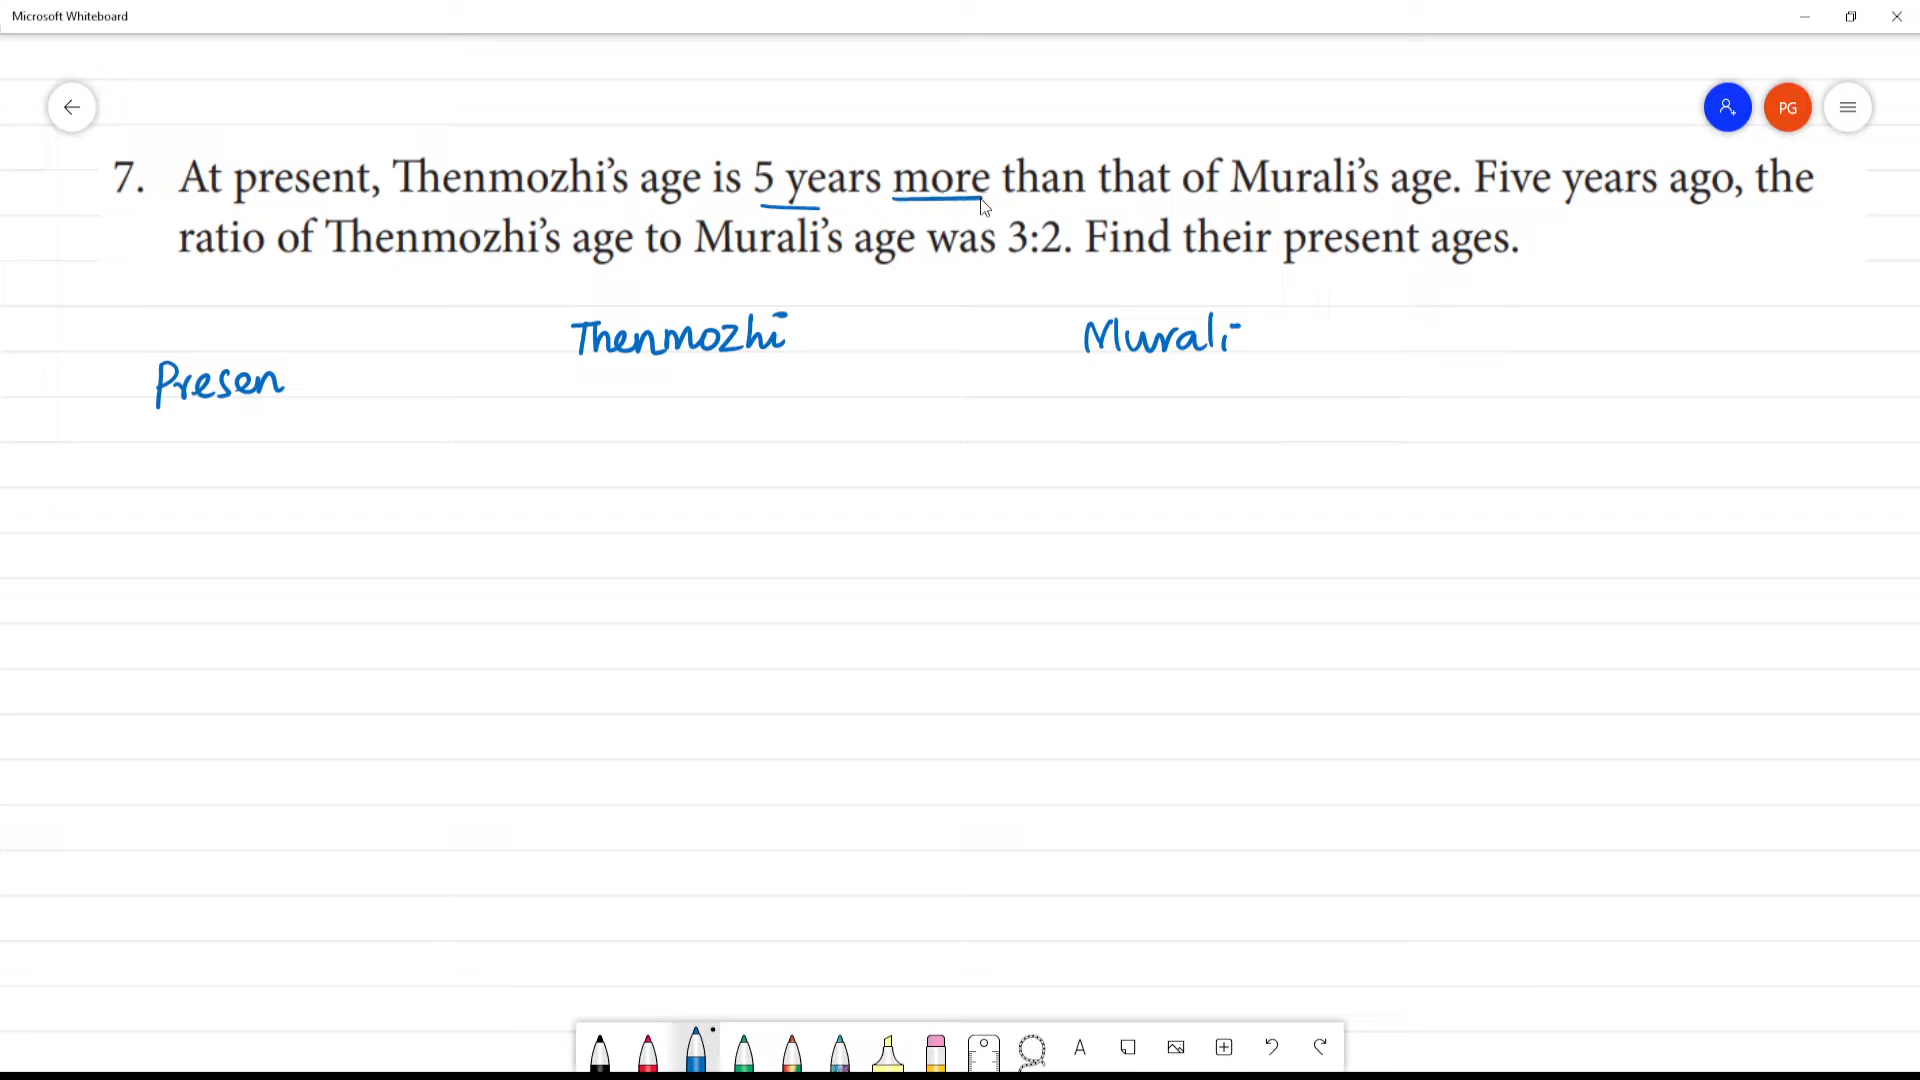 Microsoft Whiteboard
PG
7. At present, Thenmozhi's age is 5 years more than that of Murali's age. Five years ago, the
ratio of Thenmozhi's age to Murali's age was 3:2. Find their present ages.
Thenmozhi Murali
Presen
A